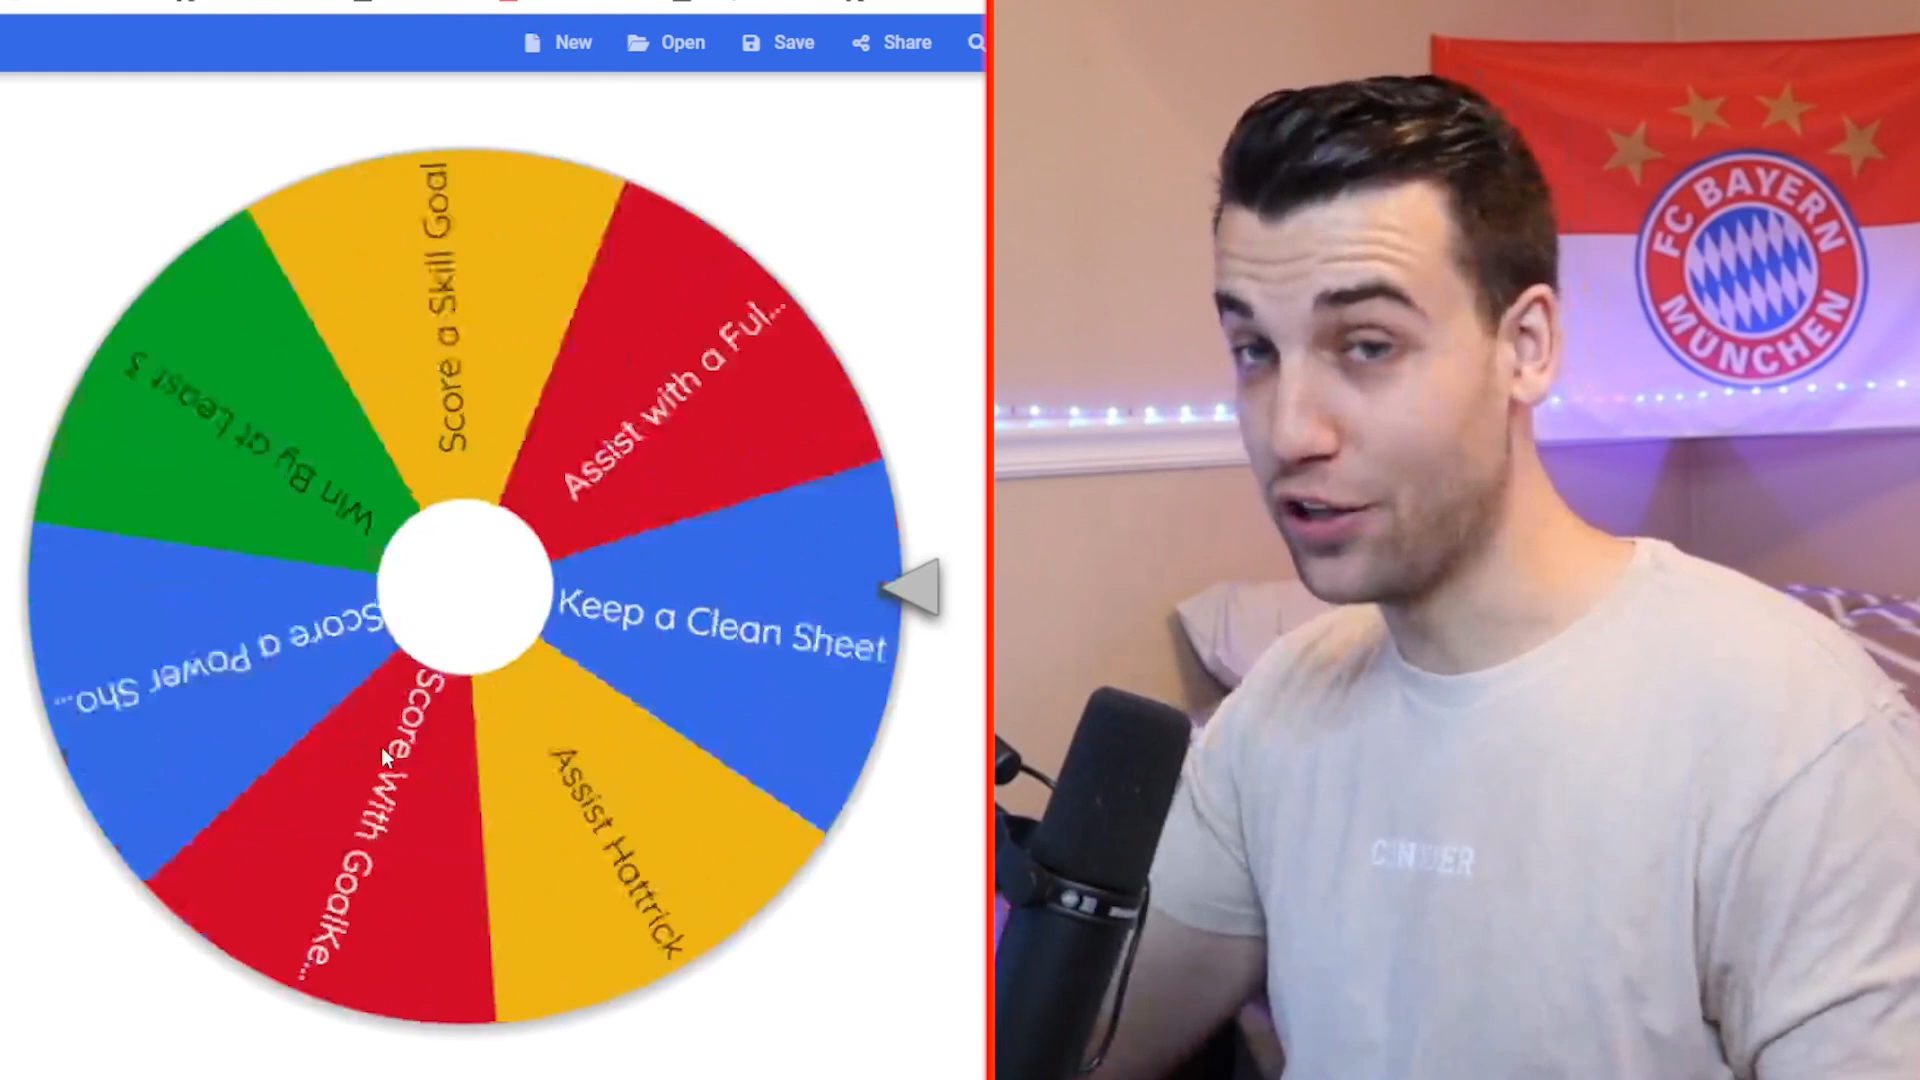 New Open Save Share
Score a Skill Goal
Assist with a Ful...
Keep a Clean Sheet
Assist Hattrick
Score With Goalke...
Score a Power Sho...
Win By at Least 3
FC BAYERN
MÜNCHEN